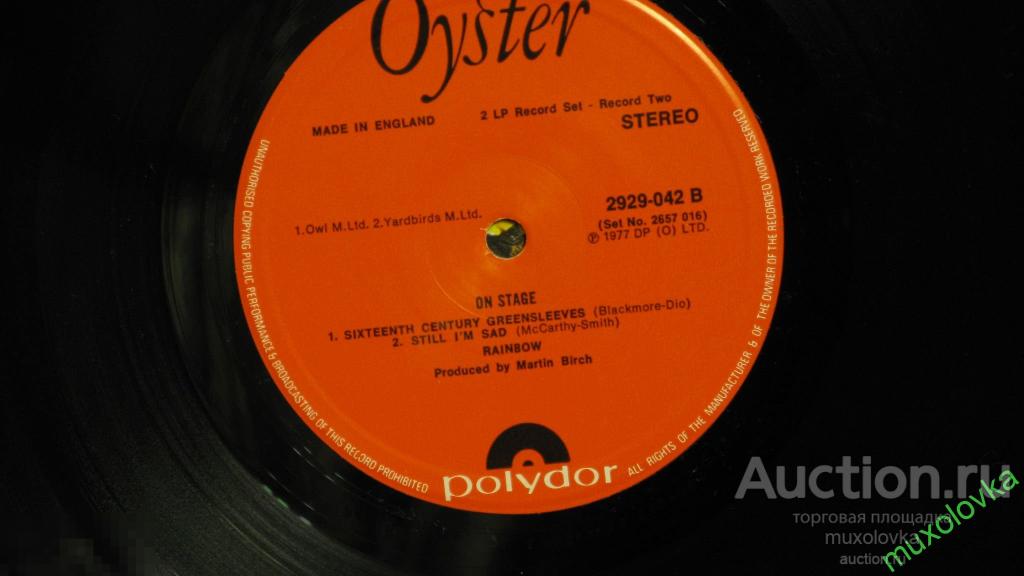 Oyster
MADE IN ENGLAND
2 LP Record Set - Record Two
STEREO
2929-042 B
(Set No. 2657 016)
℗ 1977 DP (O) LTD.
1.Owl M.Ltd. 2.Yardbirds M.Ltd.
ON STAGE
1. SIXTEENTH CENTURY GREENSLEEVES (Blackmore-Dio)
2. STILL I'M SAD (McCarthy-Smith)
RAINBOW
Produced by Martin Birch
polydor
UNAUTHORISED COPYING PUBLIC PERFORMANCE & BROADCASTING OF THIS RECORD PROHIBITED
ALL RIGHTS OF THE MANUFACTURER & OF THE OWNER OF THE RECORDED WORK RESERVED
Auction.ru
торговая площадка
muxolovka
auction.ru
muxolovka